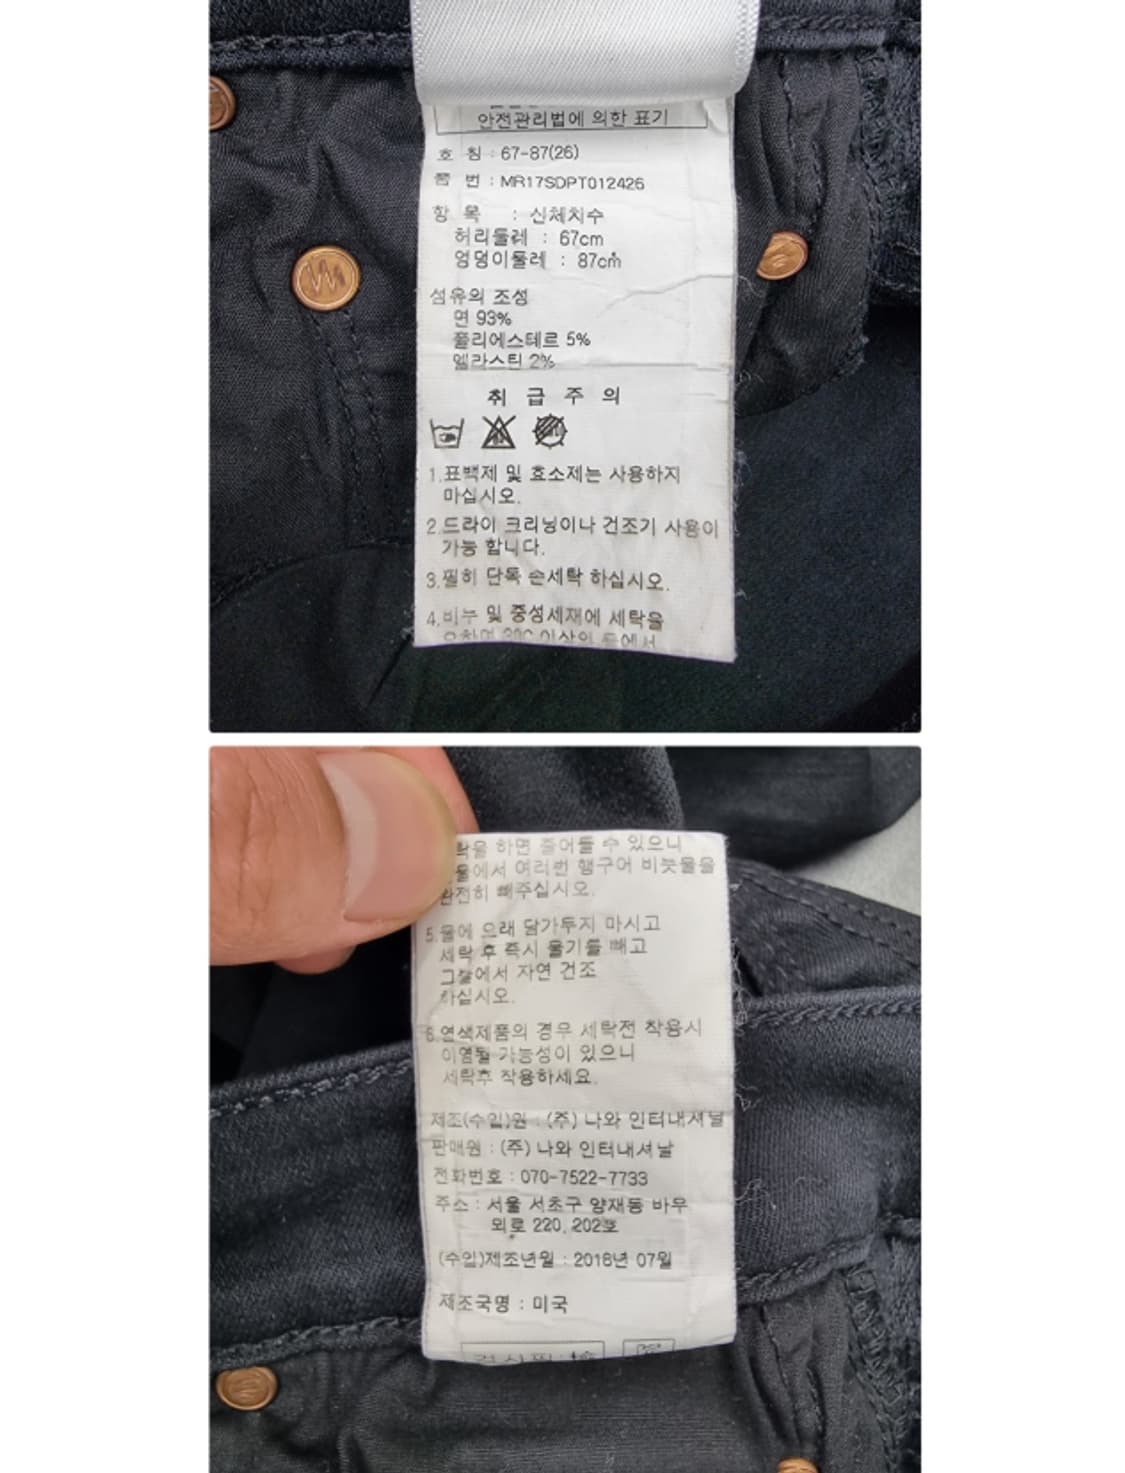 안전관리법에 의한 표기
호 칭 : 67-87(26)
품 번 : MR17SDPT012426
항 목 : 신체치수
허리둘레 : 67cm
엉덩이둘레 : 87cm
섬유의 조성
면 93%
폴리에스테르 5%
엘라스틴 2%
취 급 주 의
1.표백제 및 효소제는 사용하지
마십시오.
2.드라이 크리닝이나 건조기 사용이
가능 합니다.
3.필히 단독 손세탁 하십시오.
4.비누 및 중성세재에 세탁을
30C 이상의 물에서
탁을 하면 줄어들 수 있으니
물에서 여러번 행구어 비눗물을
완전히 빼주십시오.
5.물에 으래 담가두지 마시고
세탁 후 즉시 물기를 빼고
그늘에서 자연 건조
하십시오.
6.염색제품의 경우 세탁전 착용시
이염될 가능성이 있으니
세탁후 착용하세요.
제조(수입)원 : (주) 나와 인터내셔널
판매원 : (주) 나와 인터내셔날
전화번호 : 070-7522-7733
주소 : 서울 서초구 양재동 바우
뫼로 220, 202호
(수입)제조년월 : 2016년 07월
제조국명 : 미국